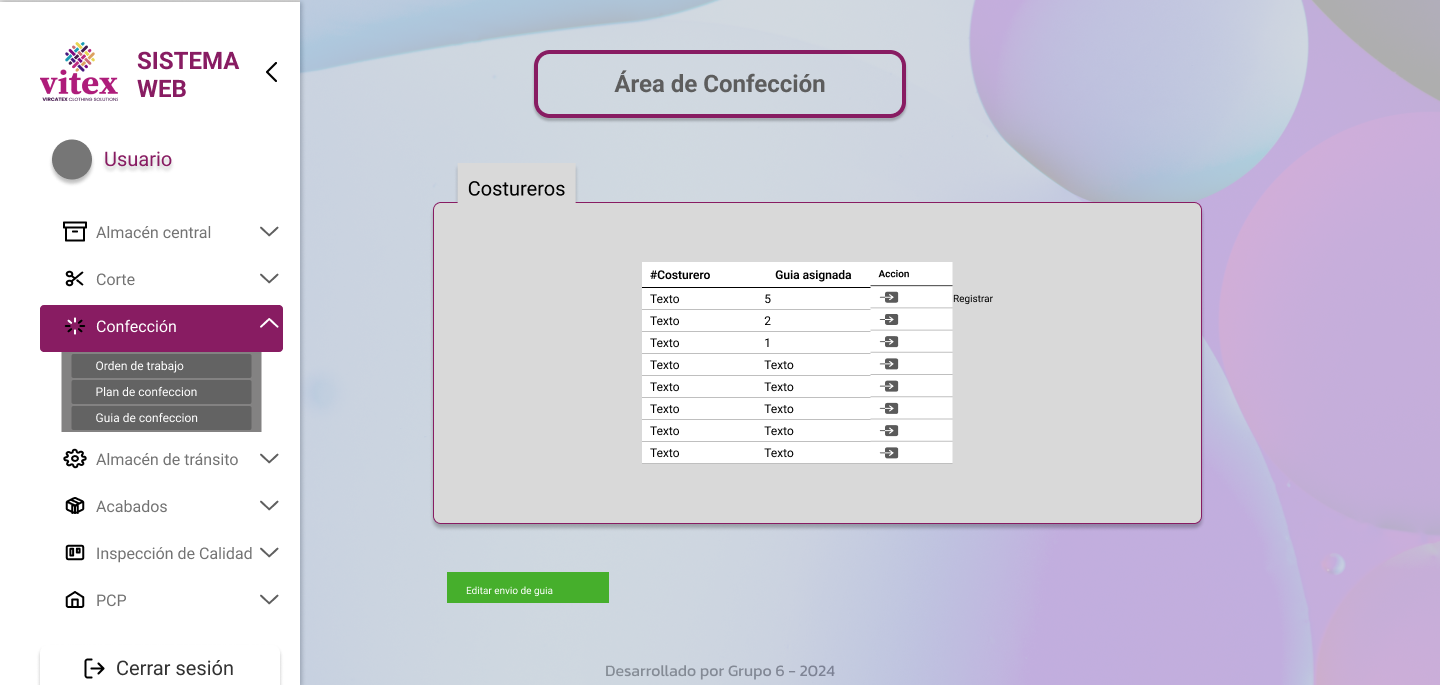 vitex
VIRCATEX CLOTHING SOLUTIONS
SISTEMA
WEB
Usuario
Almacén central
Corte
Confección
Orden de trabajo
Plan de confeccion
Guia de confeccion
Almacén de tránsito
Acabados
Inspección de Calidad
PCP
Cerrar sesión
Área de Confección
Costureros
#Costurero Guia asignada Accion
Texto 5 Registrar
Texto 2
Texto 1
Texto Texto
Texto Texto
Texto Texto
Texto Texto
Texto Texto
Editar envio de guia
Desarrollado por Grupo 6 - 2024